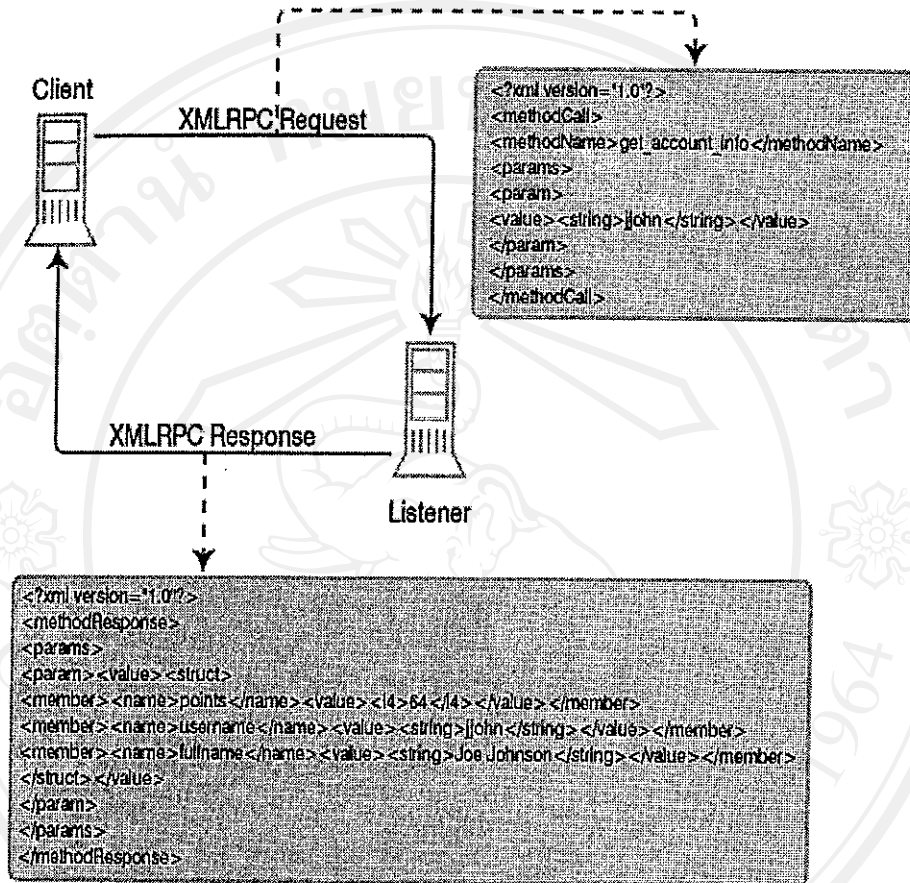 Client
XMLRPC Request
<?xml version="1.0"?>
<methodCall>
<methodName>get_account_info</methodName>
<params>
<param>
<value><string>jjohn</string></value>
</param>
</params>
</methodCall>
XMLRPC Response
Listener
<?xml version="1.0"?>
<methodResponse>
<params>
<param><value><struct>
<member><name>points</name><value><i4>64</i4></value></member>
<member><name>username</name><value><string>jjohn</string></value></member>
<member><name>fullname</name><value><string>Joe Johnson</string></value></member>
</struct></value>
</param>
</params>
</methodResponse>
1964